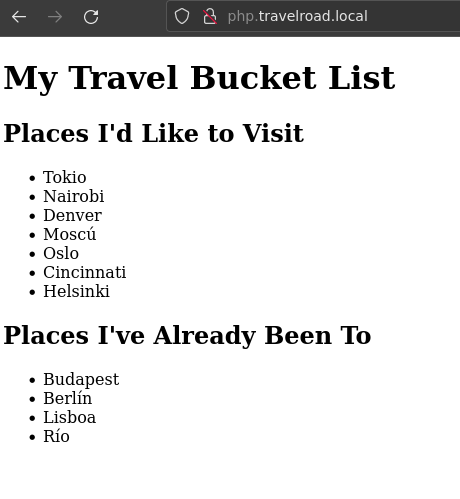 php.travelroad.local
My Travel Bucket List
Places I'd Like to Visit
Tokio
Nairobi
Denver
Moscú
Oslo
Cincinnati
Helsinki
Places I've Already Been To
Budapest
Berlín
Lisboa
Río